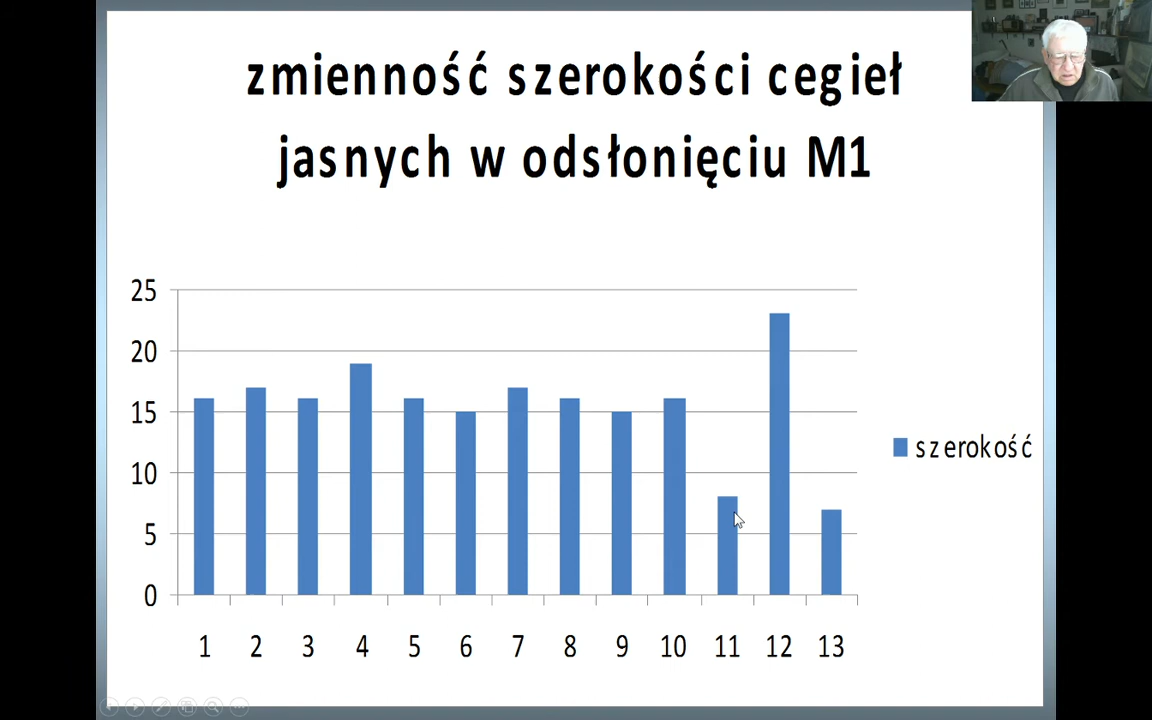 zmienność szerokości cegieł
jasnych w odsłonięciu M1
25
20
15
10
5
0
szerokość
1 2 3 4 5 6 7 8 9 10 11 12 13